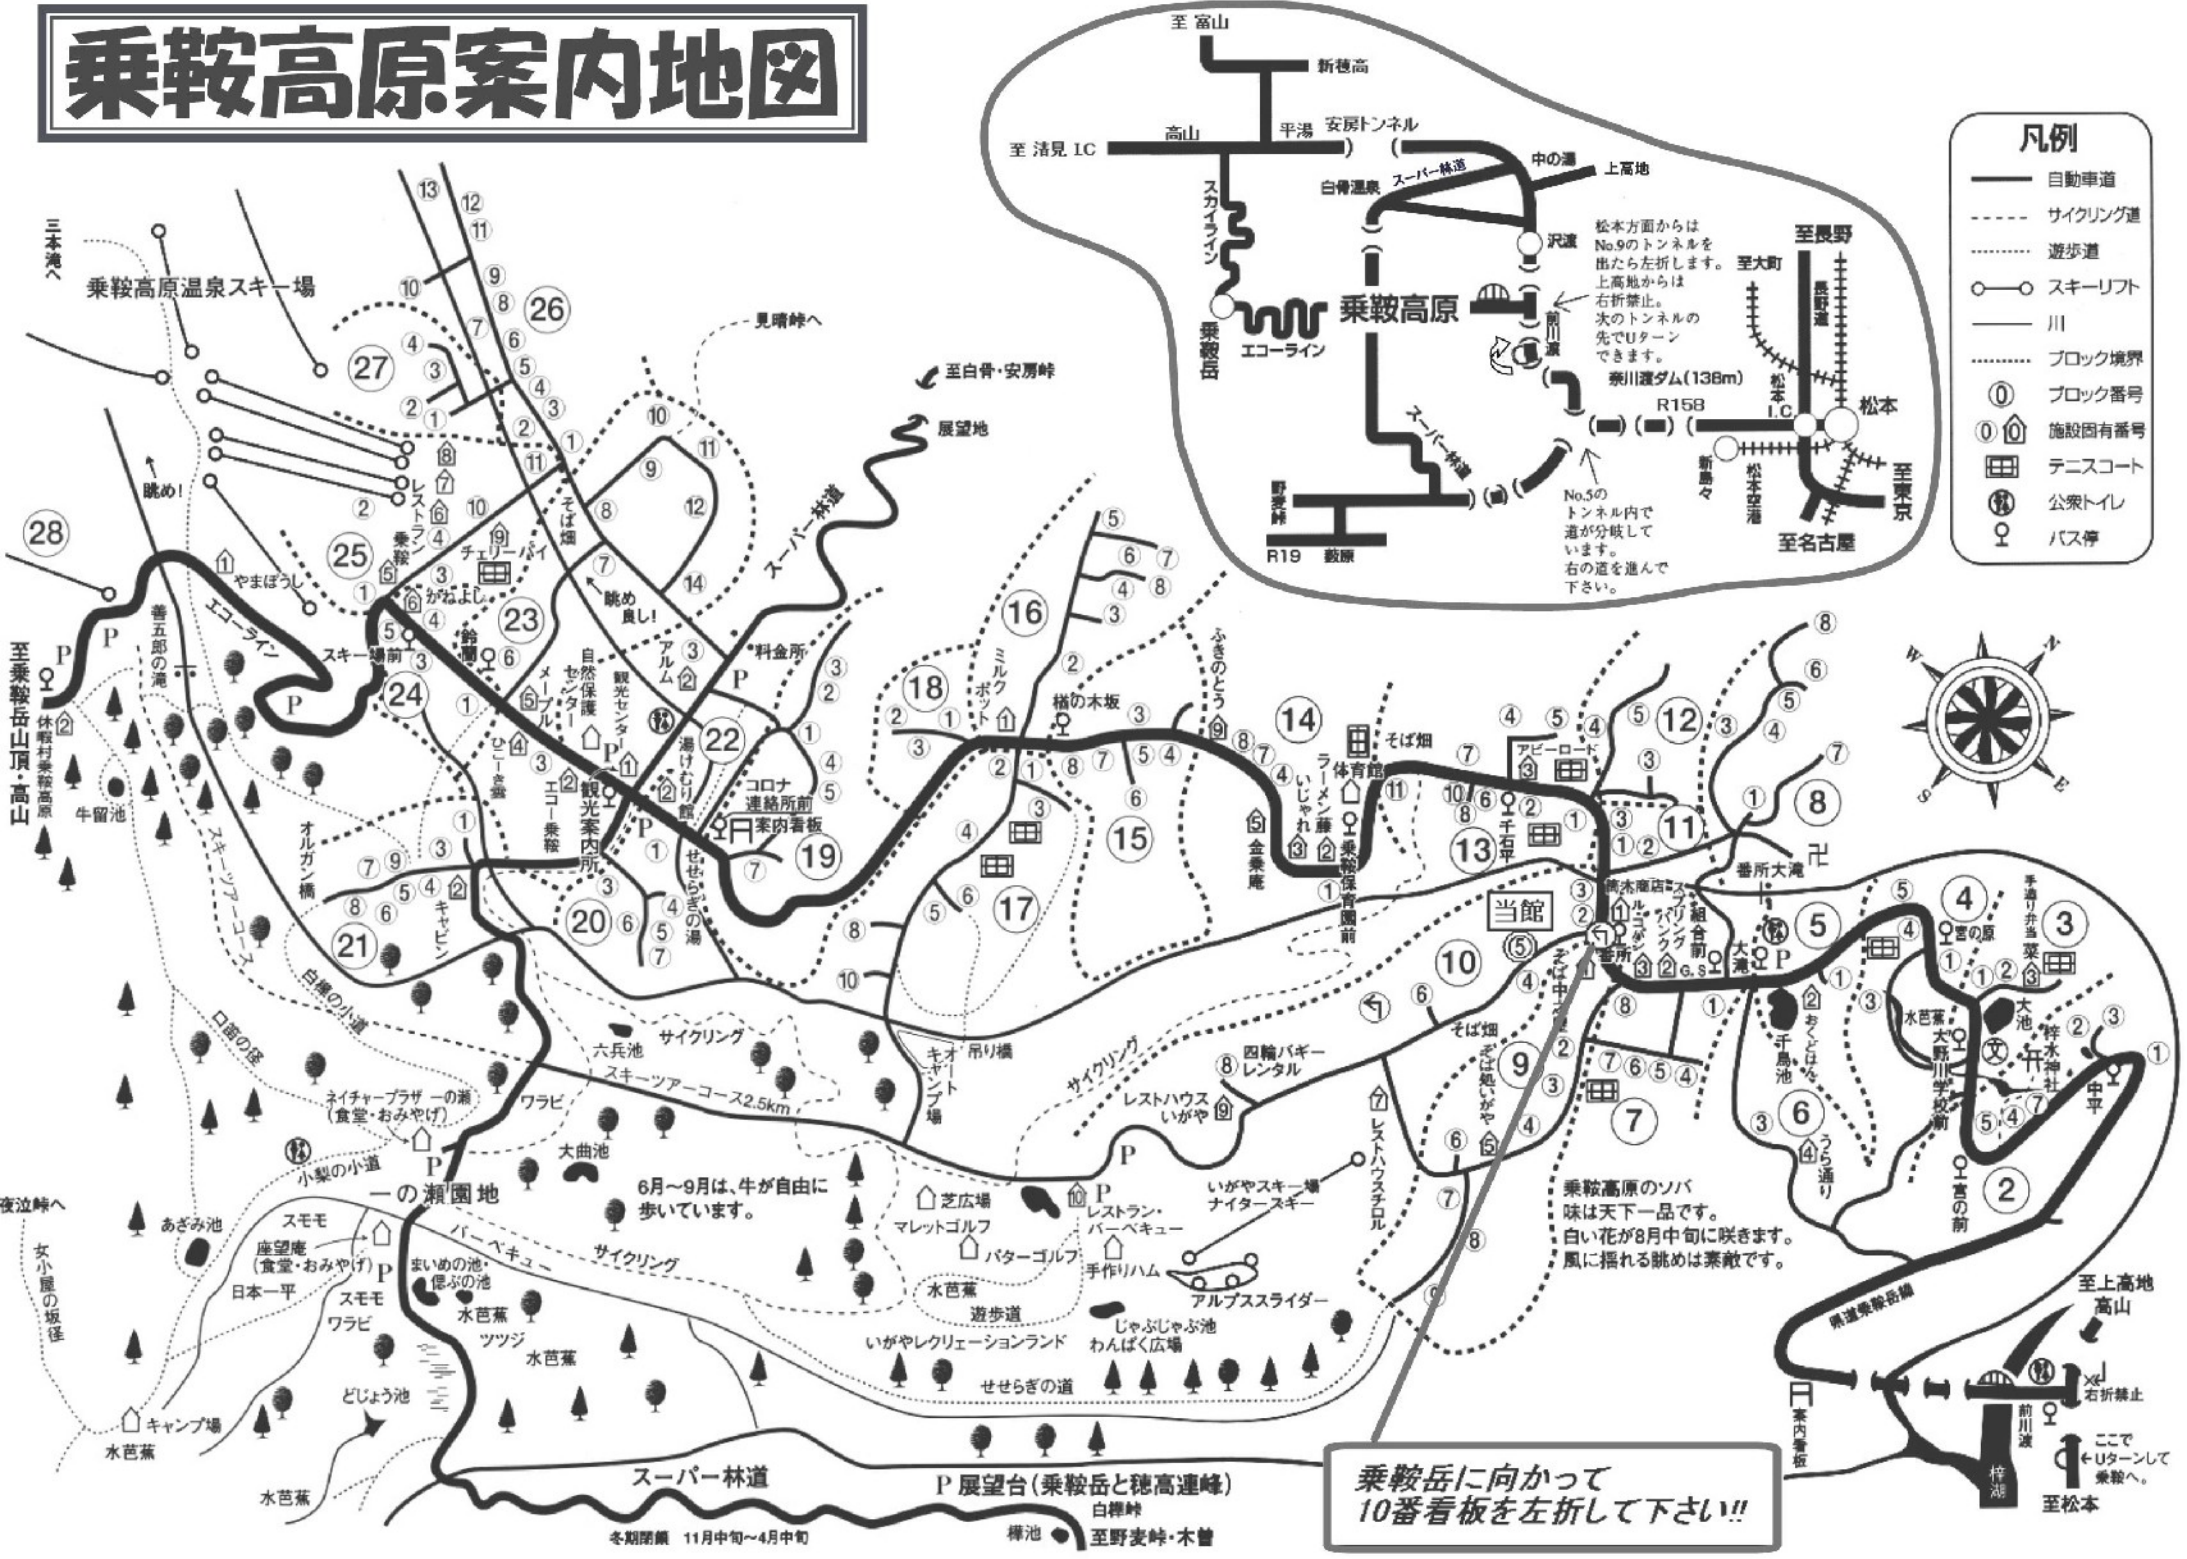 乗鞍高原案内地図
至 富山
新穂高
至 清見 I.C
高山
平湯
安房トンネル
中の湯
上高地
白骨温泉
スーパー林道
スカイライン
沢渡
松本方面からは
No.9のトンネルを
出たら左折します。
上高地からは
右折禁止。
次のトンネルの
先でUターン
できます。
至大町
至長野
長野道
乗鞍高原
前川渡
乗鞍岳
エコーライン
奈川渡ダム(138m)
R158
松本
I.C.
松本
新島々
松本空港
至東京
至名古屋
スーパー林道
野麦峠
R19
藪原
No.5の
トンネル内で
道が分岐して
います。
右の道を進んで
下さい。
凡例
自動車道
サイクリング道
遊歩道
スキーリフト
川
ブロック境界
0 ブロック番号
0 0 施設固有番号
テニスコート
公衆トイレ
バス停
三本滝へ
乗鞍高原温泉スキー場
見晴峠へ
至白骨・安房峠
展望地
スーパー林道
眺め!
レストラン
乗鞍
チェリーパイ
そば畑
眺め
良し!
やまぼうし
かねよし
エコーライン
善五郎の滝
スキー場前
鈴蘭
至乗鞍岳山頂・高山
休暇村乗鞍高原
牛留池
メープル
自然保護
センター
観光センター
アルム
料金所
ひこーき雲
エコー乗鞍
観光案内所
湯けむり館
コロナ
連絡所前
案内看板
せせらぎの湯
オルガン橋
キャビン
スキーツアーコース
白樺の小道
口笛の径
ミルク
ポット
楢の木坂
ふきのとう
そば畑
体育館
ラーメン藤
いじゃれ
金乗庵
乗鞍保育園前
アビーロード
千石平
番所大滝
当館
番所
組合前
G.S
大滝
おくどはん
千島池
うら通り
宮の原
手造り弁当
菜
水芭蕉
大池
大野川学校前
梓水神社
中平
宮の前
六兵池
サイクリング
スキーツアーコース2.5km
オートキャンプ場
吊り橋
サイクリング
四輪バギー
レンタル
レストハウス
いがや
そば畑
そば処いがや
レストハウスチロル
ネイチャープラザ 一の瀬
(食堂・おみやげ)
ワラビ
小梨の小道
大曲池
一の瀬園地
6月~9月は、牛が自由に
歩いています。
夜泣峠へ
あざみ池
スモモ
座望庵
(食堂・おみやげ)
日本一平
スモモ
ワラビ
まいめの池・
偲ぶの池
水芭蕉
ツツジ
水芭蕉
バーベキュー
サイクリング
女小屋の坂径
どじょう池
キャンプ場
水芭蕉
水芭蕉
芝広場
マレットゴルフ
パターゴルフ
水芭蕉
遊歩道
レストラン・
バーベキュー
手作りハム
いがやスキー場
ナイタースキー
アルプススライダー
じゃぶじゃぶ池
わんぱく広場
いがやレクリェーションランド
せせらぎの道
乗鞍高原のソバ
味は天下一品です。
白い花が8月中旬に咲きます。
風に揺れる眺めは素敵です。
県道乗鞍岳線
至上高地
高山
右折禁止
案内看板
前川渡
梓湖
ここで
←Uターンして
乗鞍へ。
至松本
スーパー林道
冬期閉鎖 11月中旬~4月中旬
P 展望台(乗鞍岳と穂高連峰)
白樺峠
樺池
至野麦峠・木曽
乗鞍岳に向かって
10番看板を左折して下さい!!